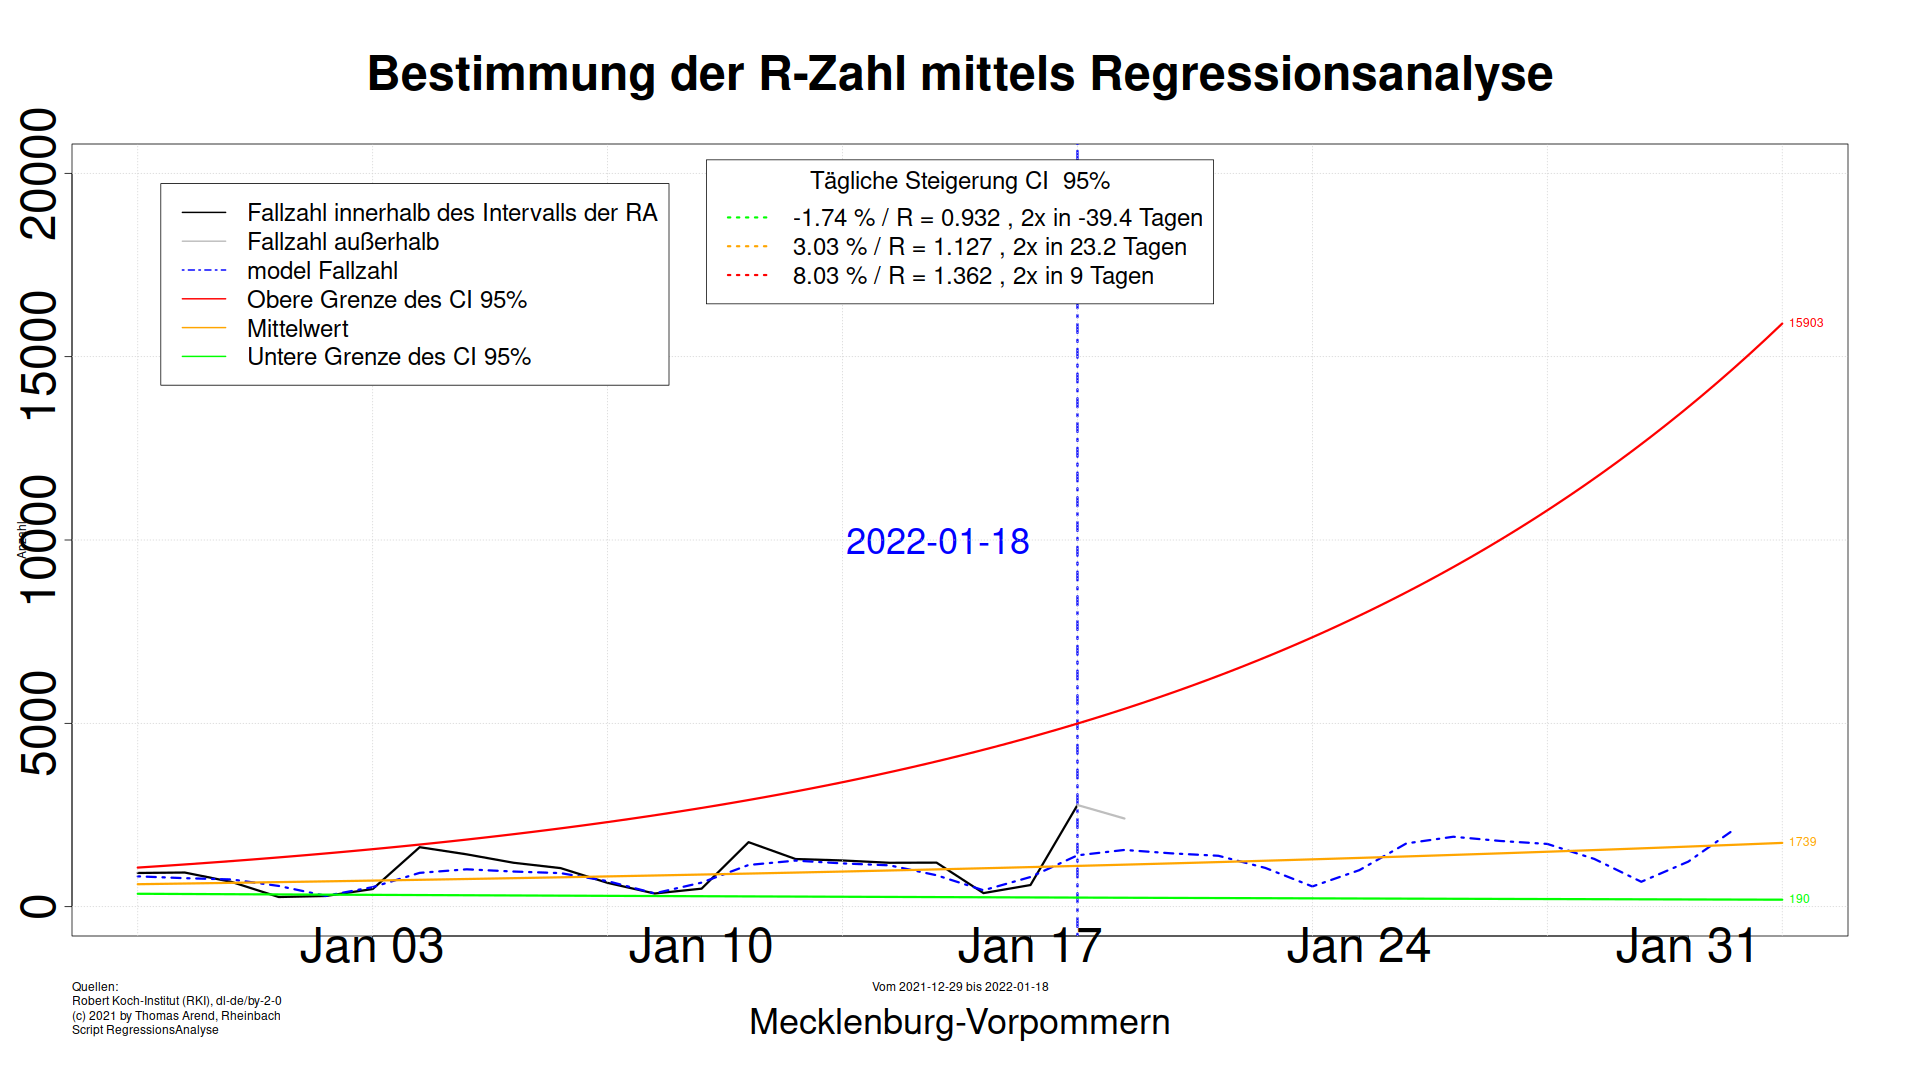 Bestimmung der R-Zahl mittels Regressionsanalyse
20000
15000
10000
5000
0
Anzahl
Fallzahl innerhalb des Intervalls der RA
Fallzahl außerhalb
model Fallzahl
Obere Grenze des CI 95%
Mittelwert
Untere Grenze des CI 95%
Tägliche Steigerung CI 95%
-1.74 % / R = 0.932 , 2x in -39.4 Tagen
3.03 % / R = 1.127 , 2x in 23.2 Tagen
8.03 % / R = 1.362 , 2x in 9 Tagen
15903
2022-01-18
1739
190
Jan 03 Jan 10 Jan 17 Jan 24 Jan 31
Quellen:
Robert Koch-Institut (RKI), dl-de/by-2-0
(c) 2021 by Thomas Arend, Rheinbach
Script RegressionsAnalyse
Vom 2021-12-29 bis 2022-01-18
Mecklenburg-Vorpommern